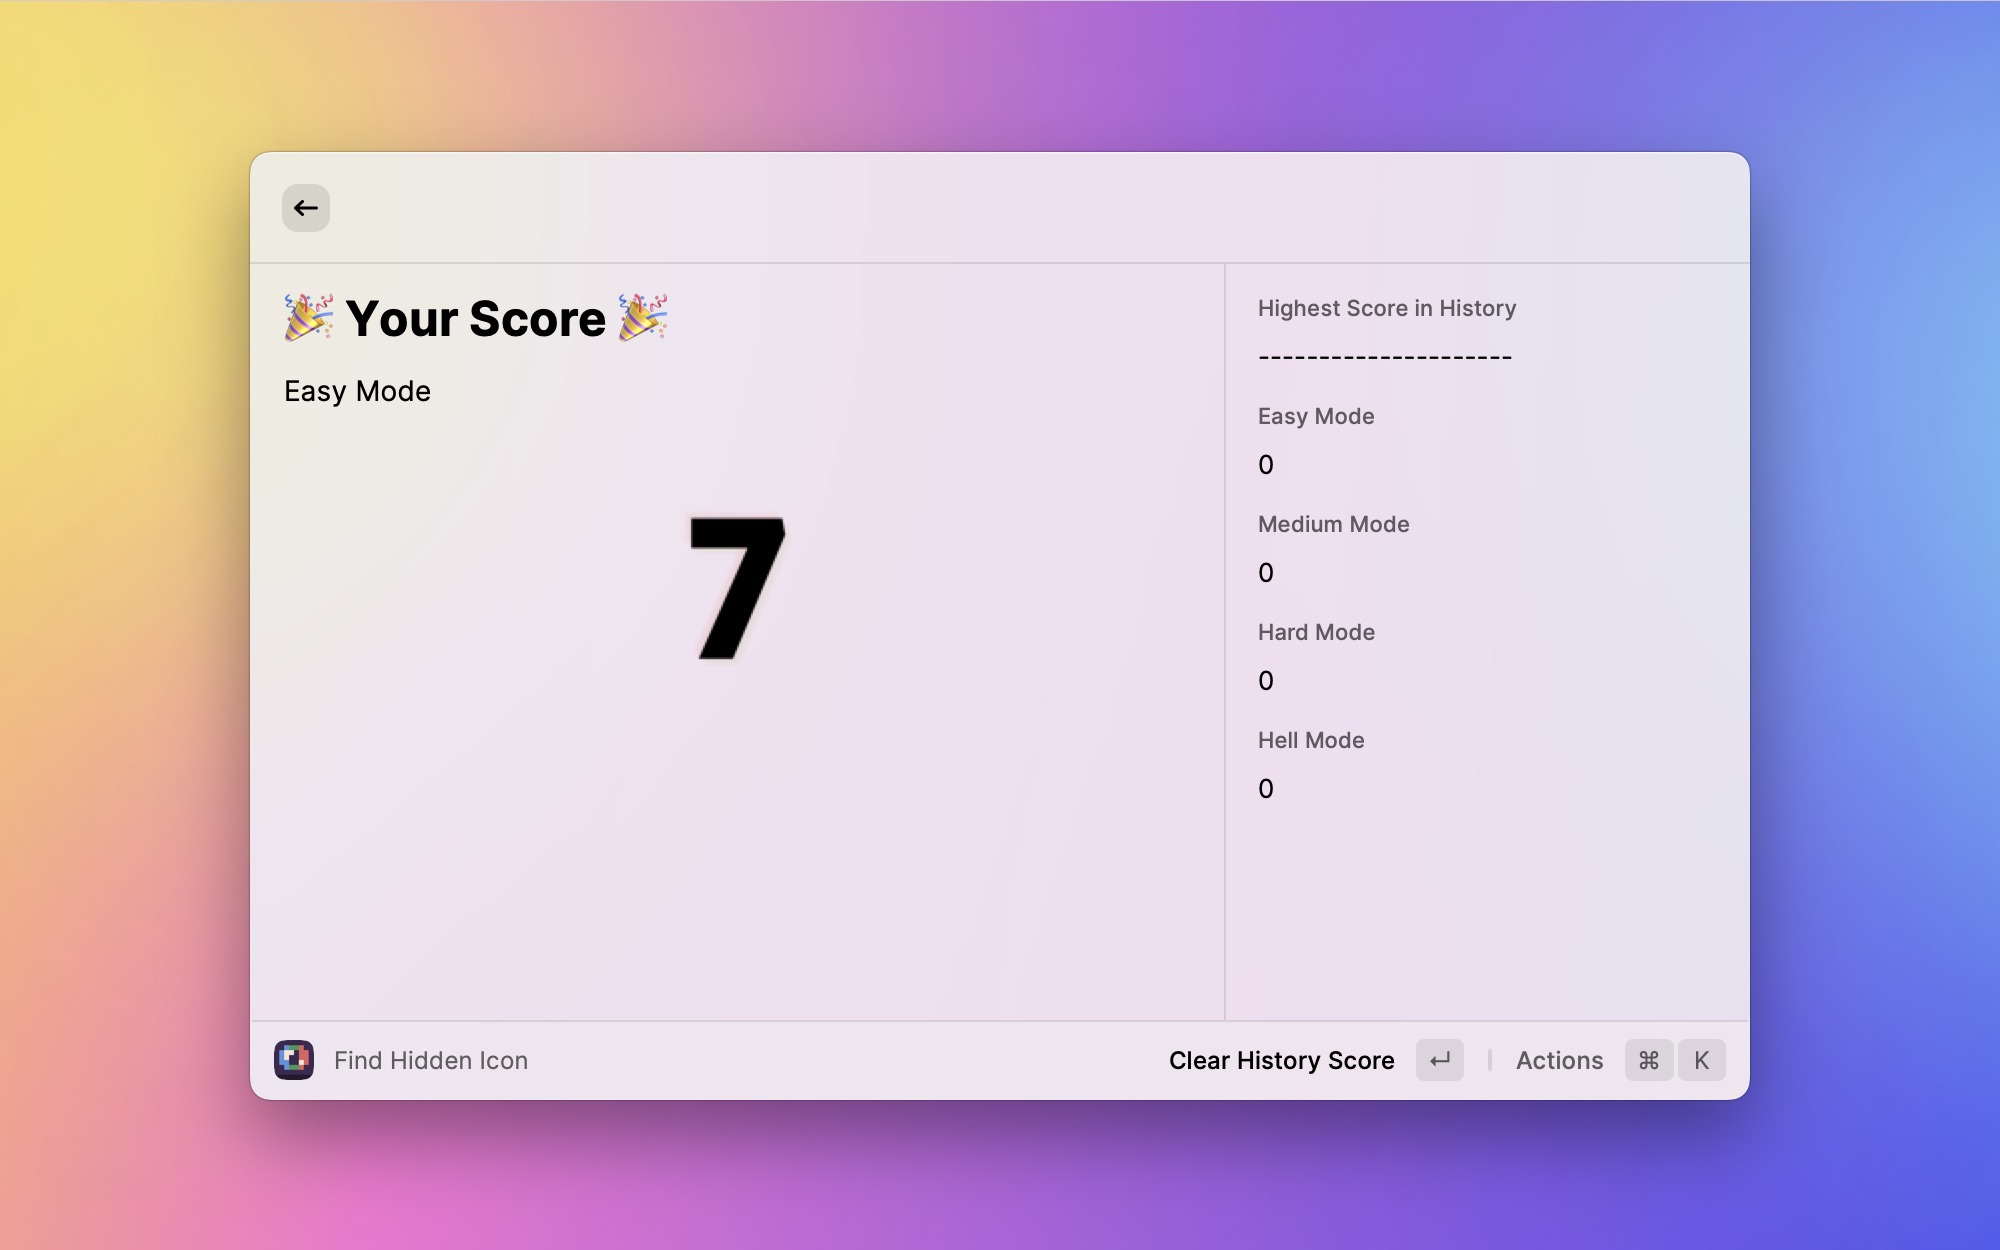 🎉 Your Score 🎉
Easy Mode
7
Highest Score in History
---------------------
Easy Mode
0
Medium Mode
0
Hard Mode
0
Hell Mode
0
Find Hidden Icon
Clear History Score ↵ | Actions ⌘ K